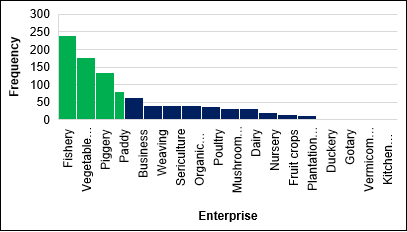 300
250
200
150
100
50
0
Frequency
Fishery
Vegetable...
Piggery
Paddy
Business
Weaving
Sericulture
Organic...
Poultry
Mushroom...
Dairy
Nursery
Fruit crops
Plantation...
Duckery
Gotary
Vermicom...
Kitchen...
Enterprise